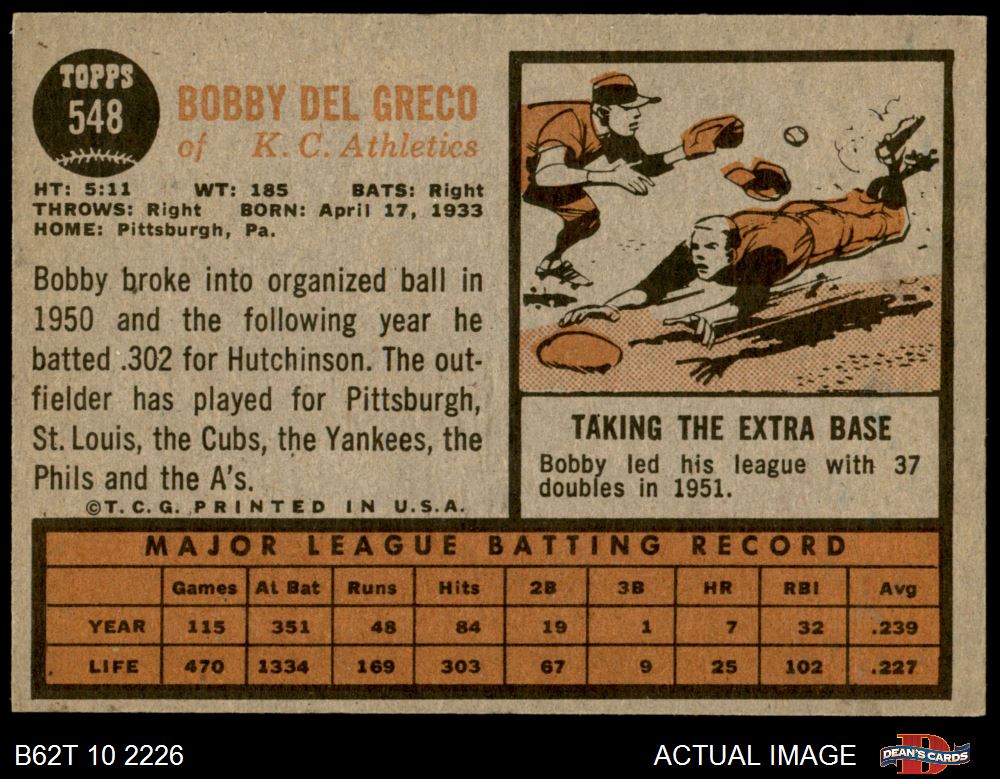 TOPPS
548
BOBBY DEL GRECO
of K. C. Athletics
HT: 5:11 WT: 185 BATS: Right
THROWS: Right BORN: April 17, 1933
HOME: Pittsburgh, Pa.
Bobby broke into organized ball in
1950 and the following year he
batted .302 for Hutchinson. The out-
fielder has played for Pittsburgh,
St. Louis, the Cubs, the Yankees, the
Phils and the A's.
©T. C. G. PRINTED IN U.S.A.
TAKING THE EXTRA BASE
Bobby led his league with 37
doubles in 1951.
MAJOR LEAGUE BATTING RECORD
Games At Bat Runs Hits 2B 3B HR RBI Avg
YEAR 115 351 48 84 19 1 7 32 .239
LIFE 470 1334 169 303 67 9 25 102 .227
B62T 10 2226
ACTUAL IMAGE
DEAN'S CARDS